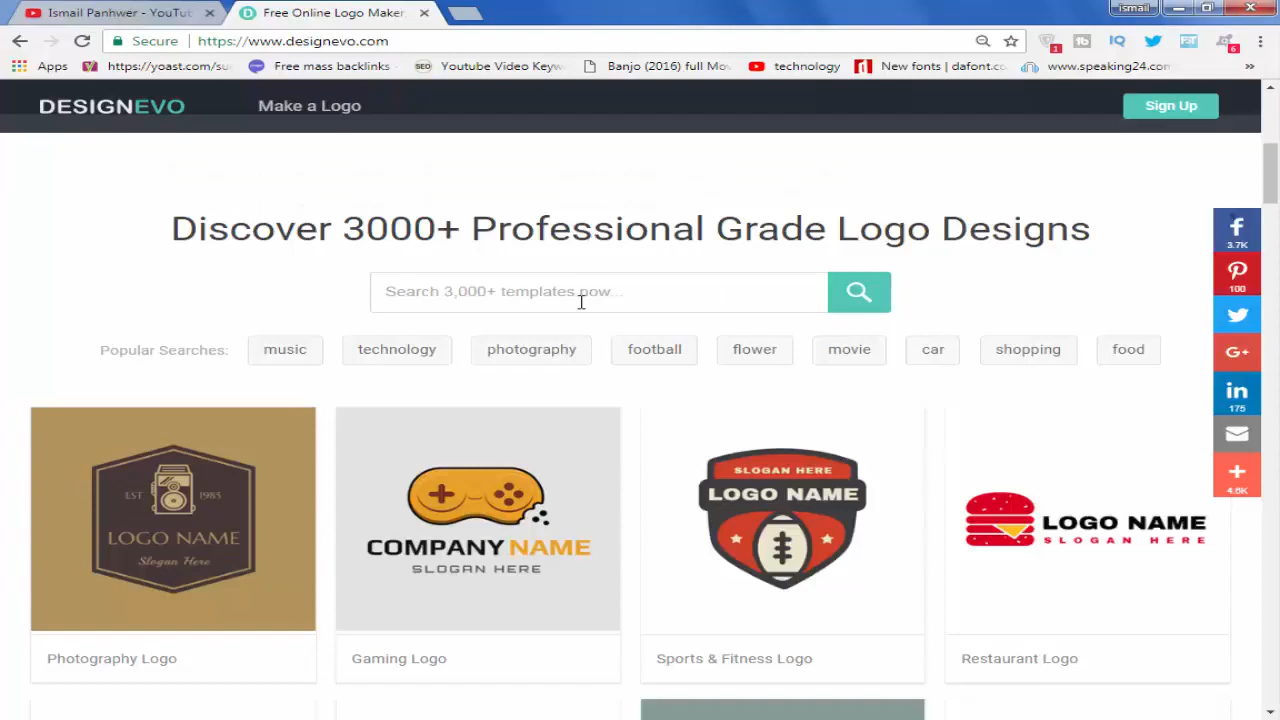 Ismail Panhwer - YouTu
Free Online Logo Maker,
ismail
Secure
https://www.designevo.com
Apps
https://yoast.com/su
Free mass backlinks
Youtube Video Keyw
Banjo (2016) full Mo
technology
New fonts | dafont.co
www.speaking24.com
DESIGNEVO
Make a Logo
Sign Up
Discover 3000+ Professional Grade Logo Designs
Search 3,000+ templates now...
Popular Searches:
music
technology
photography
football
flower
movie
car
shopping
food
3.7K
100
G+
in
175
4.6K
EST 1985
LOGO NAME
Slogan Here
COMPANY NAME
SLOGAN HERE
SLOGAN HERE
LOGO NAME
LOGO NAME
SLOGAN HERE
Photography Logo
Gaming Logo
Sports & Fitness Logo
Restaurant Logo